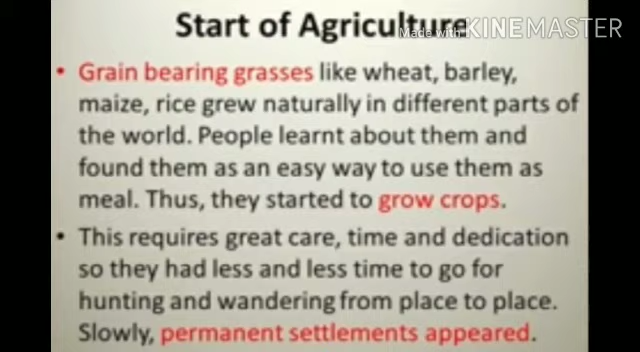 Start of Agriculture
Made with KINEMASTER
• Grain bearing grasses like wheat, barley,
maize, rice grew naturally in different parts of
the world. People learnt about them and
found them as an easy way to use them as
meal. Thus, they started to grow crops.
• This requires great care, time and dedication
so they had less and less time to go for
hunting and wandering from place to place.
Slowly, permanent settlements appeared.